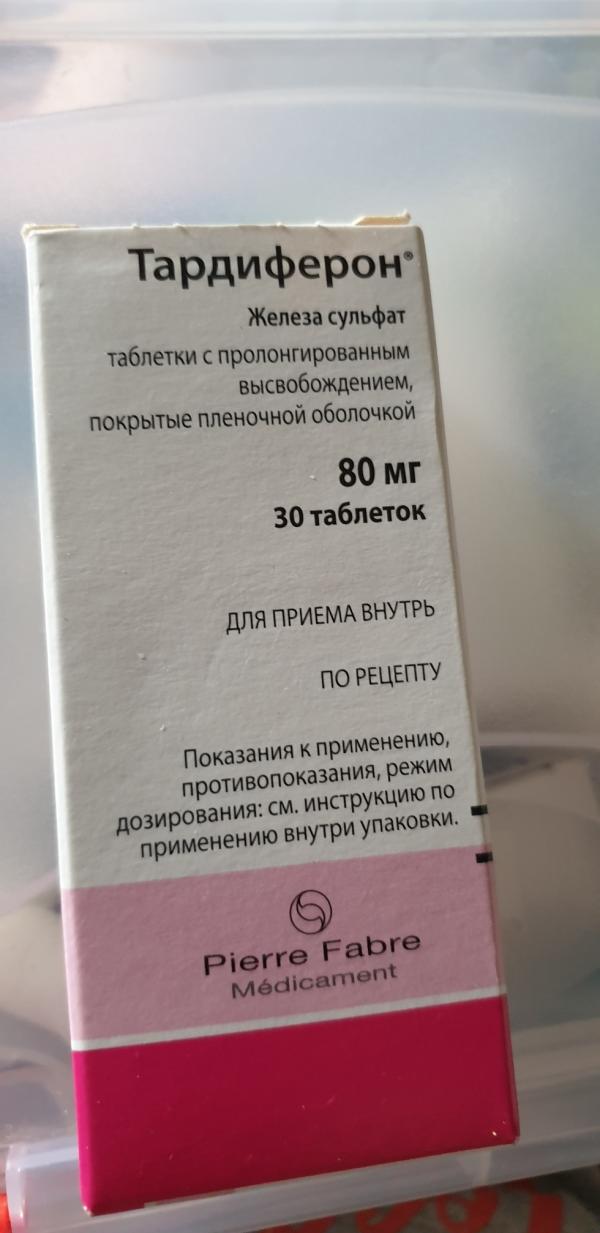 Тардиферон®
Железа сульфат
таблетки с пролонгированным
высвобождением,
покрытые пленочной оболочкой
80 мг
30 таблеток
ДЛЯ ПРИЕМА ВНУТРЬ
ПО РЕЦЕПТУ
Показания к применению,
противопоказания, режим
дозирования: см. инструкцию по
применению внутри упаковки.
Pierre Fabre
Médicament